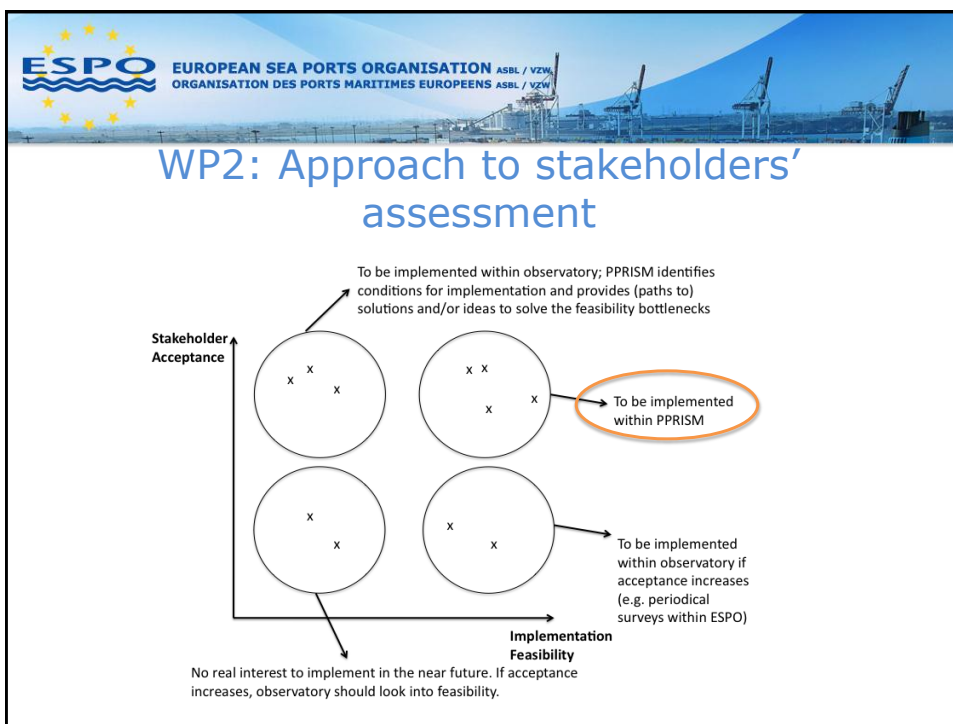 ESPO
EUROPEAN SEA PORTS ORGANISATION ASBL / VZW
ORGANISATION DES PORTS MARITIMES EUROPEENS ASBL / VZW
WP2: Approach to stakeholders’
assessment
To be implemented within observatory; PPRISM identifies
conditions for implementation and provides (paths to)
solutions and/or ideas to solve the feasibility bottlenecks
Stakeholder
Acceptance
x
x
x
x x
x
x
To be implemented
within PPRISM
x
x
x
x
To be implemented
within observatory if
acceptance increases
(e.g. periodical
surveys within ESPO)
Implementation
Feasibility
No real interest to implement in the near future. If acceptance
increases, observatory should look into feasibility.